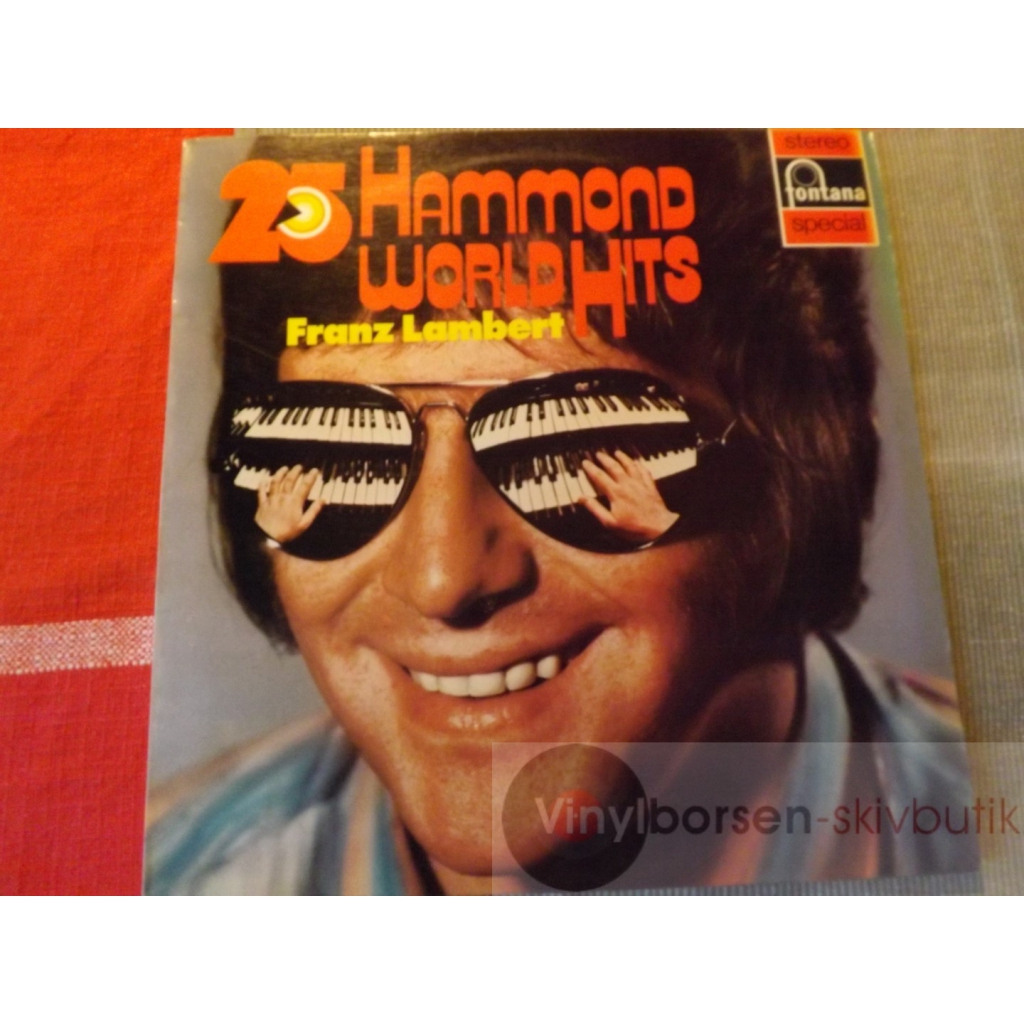 25 HAMMOND
WORLD HITS
Franz Lambert
stereo
fontana
special
Vinylborsen-skivbutik